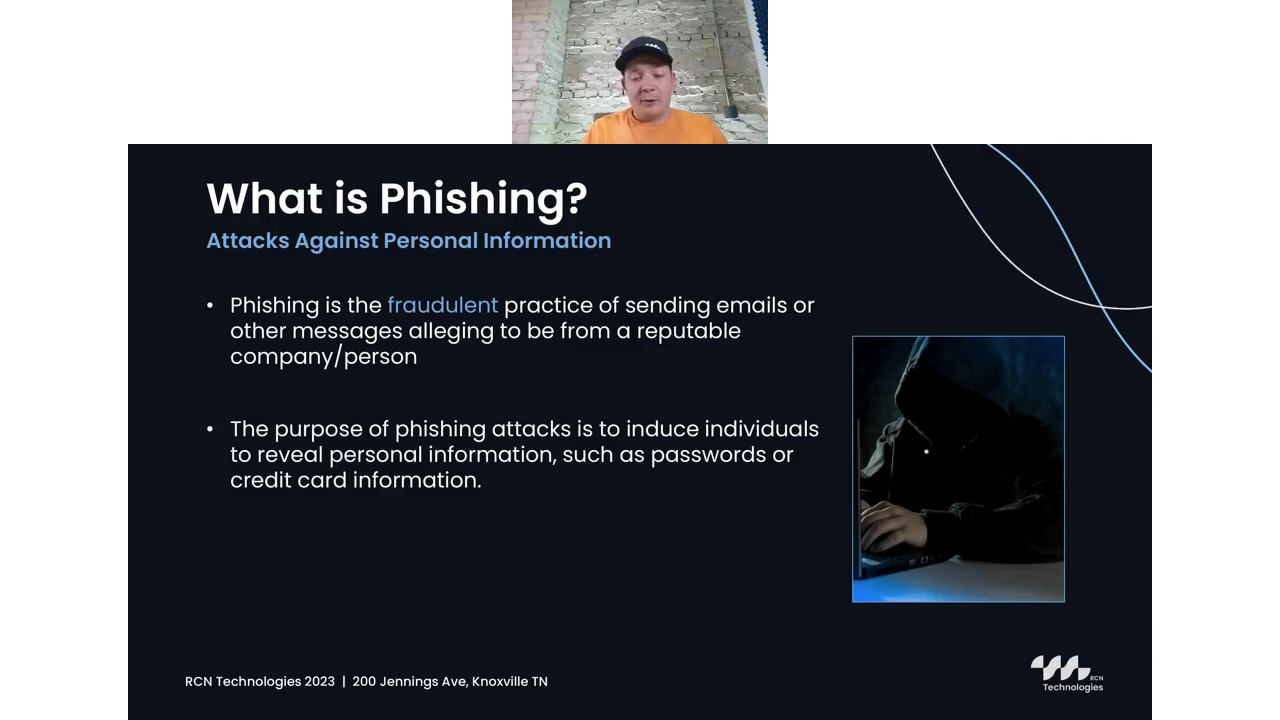 What is Phishing?
Attacks Against Personal Information
• Phishing is the fraudulent practice of sending emails or
other messages alleging to be from a reputable
company/person
• The purpose of phishing attacks is to induce individuals
to reveal personal information, such as passwords or
credit card information.
RCN Technologies 2023 | 200 Jennings Ave, Knoxville TN
RCN
Technologies